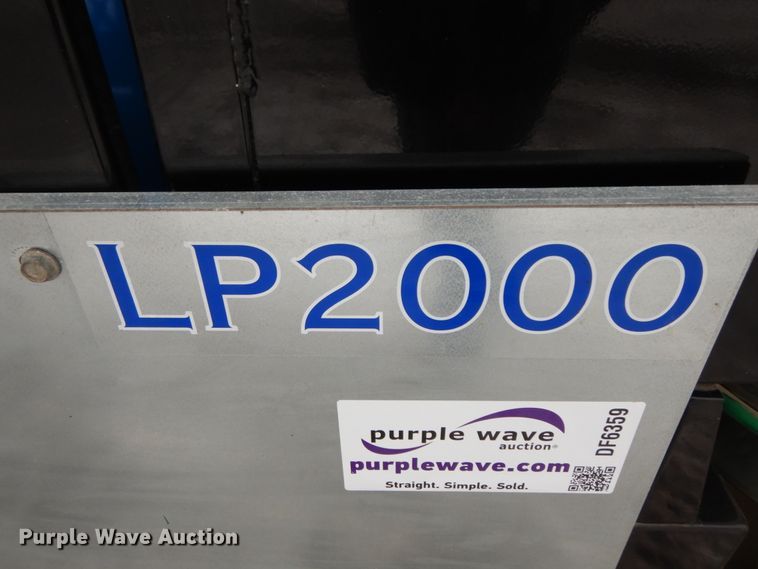 LP2000
purple wave
auction®
purplewave.com
Straight. Simple. Sold.
DF6359
Purple Wave Auction